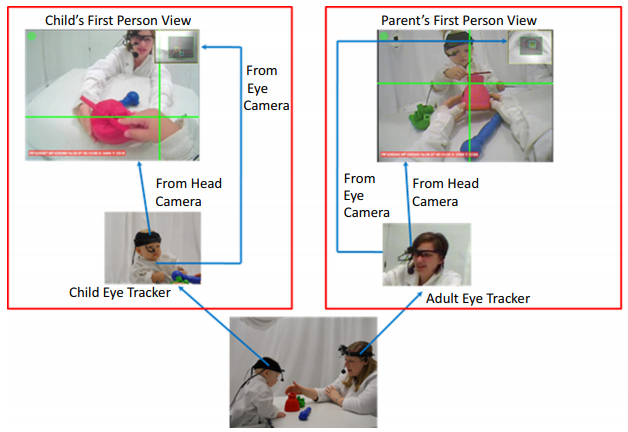 Child's First Person View
Parent's First Person View
From
Eye
Camera
From Head
Camera
From
Eye
Camera
From Head
Camera
Child Eye Tracker
Adult Eye Tracker